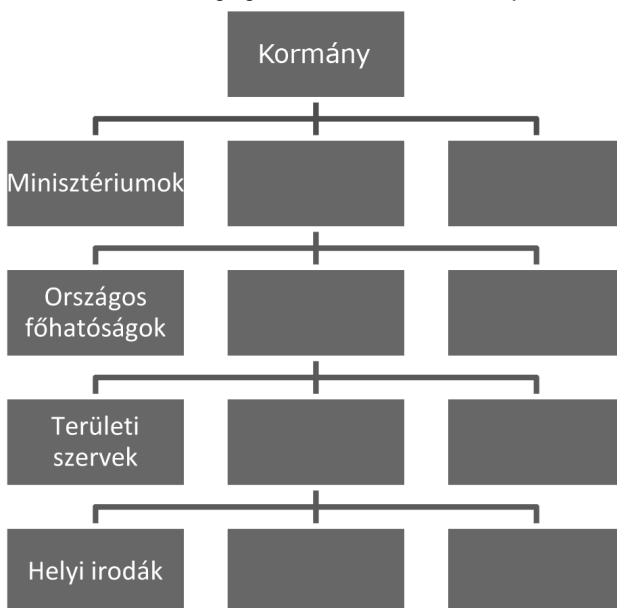 Kormány
Minisztériumok
Országos
főhatóságok
Területi
szervek
Helyi irodák